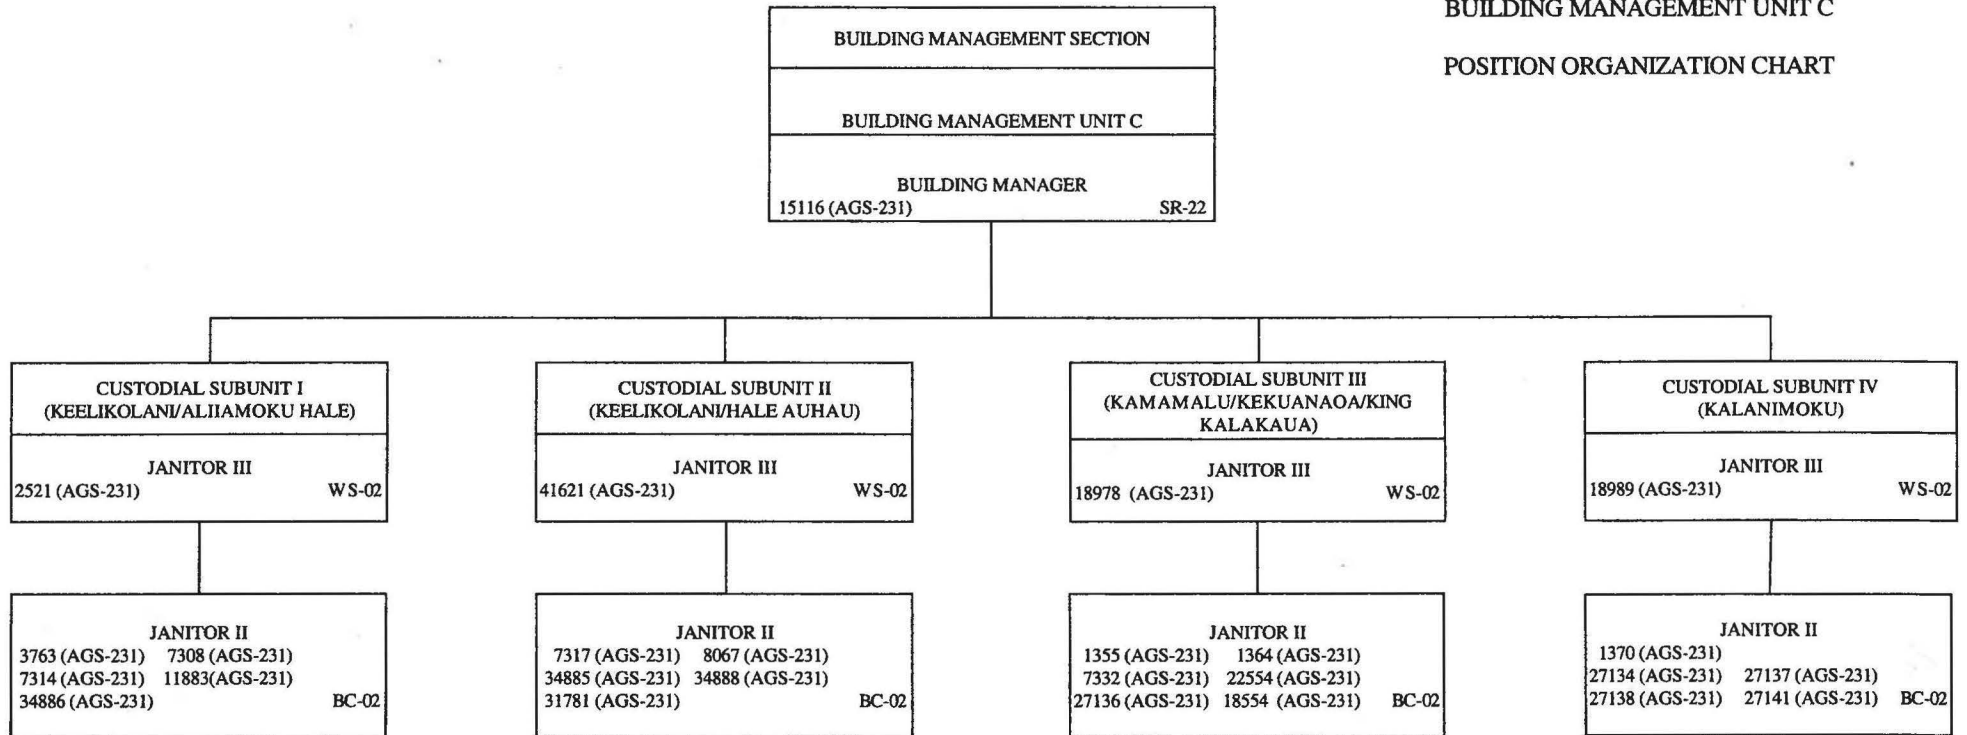 BUILDING MANAGEMENT UNIT C
POSITION ORGANIZATION CHART
BUILDING MANAGEMENT SECTION
BUILDING MANAGEMENT UNIT C
BUILDING MANAGER
15116 (AGS-231) SR-22
CUSTODIAL SUBUNIT I
(KEELIKOLANI/ALIIAMOKU HALE)
JANITOR III
2521 (AGS-231) WS-02
JANITOR II
3763 (AGS-231) 7308 (AGS-231)
7314 (AGS-231) 11883(AGS-231)
34886 (AGS-231) BC-02
CUSTODIAL SUBUNIT II
(KEELIKOLANI/HALE AUHAU)
JANITOR III
41621 (AGS-231) WS-02
JANITOR II
7317 (AGS-231) 8067 (AGS-231)
34885 (AGS-231) 34888 (AGS-231)
31781 (AGS-231) BC-02
CUSTODIAL SUBUNIT III
(KAMAMALU/KEKUANAOA/KING
KALAKAUA)
JANITOR III
18978 (AGS-231) WS-02
JANITOR II
1355 (AGS-231) 1364 (AGS-231)
7332 (AGS-231) 22554 (AGS-231)
27136 (AGS-231) 18554 (AGS-231) BC-02
CUSTODIAL SUBUNIT IV
(KALANIMOKU)
JANITOR III
18989 (AGS-231) WS-02
JANITOR II
1370 (AGS-231)
27134 (AGS-231) 27137 (AGS-231)
27138 (AGS-231) 27141 (AGS-231) BC-02